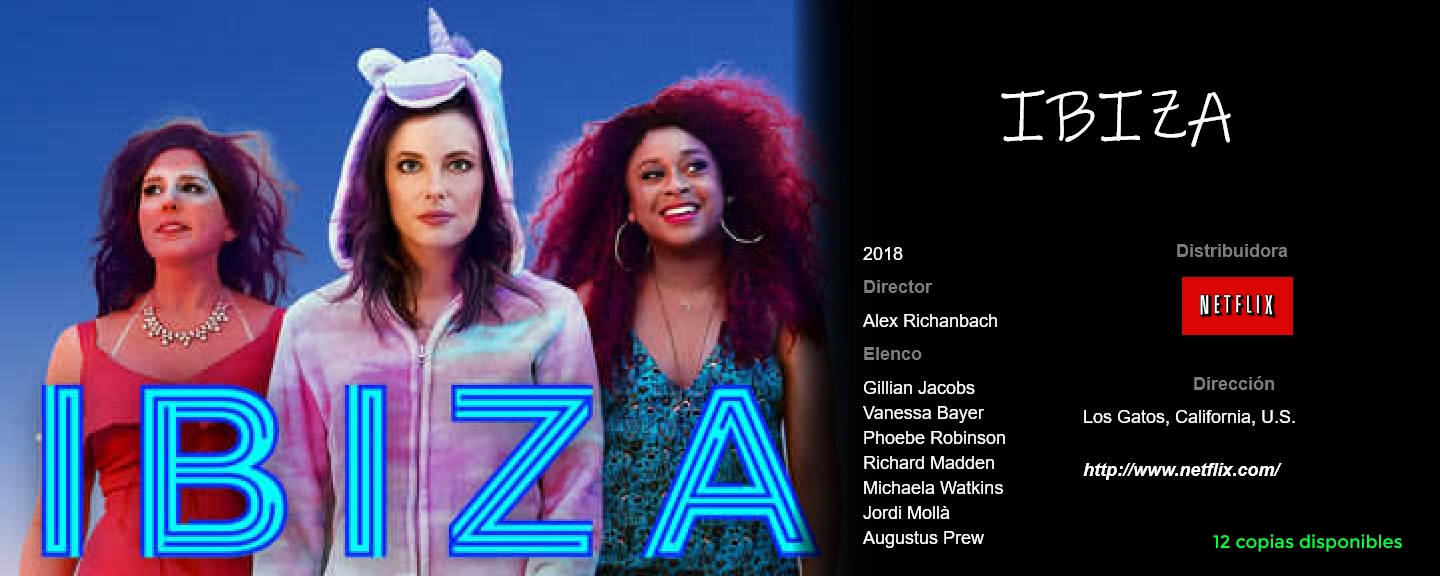 IBIZA
IBIZA
2018
Director
Alex Richanbach
Elenco
Gillian Jacobs
Vanessa Bayer
Phoebe Robinson
Richard Madden
Michaela Watkins
Jordi Mollà
Augustus Prew
Distribuidora
NETFLIX
Dirección
Los Gatos, California, U.S.
http://www.netflix.com/
12 copias disponibles